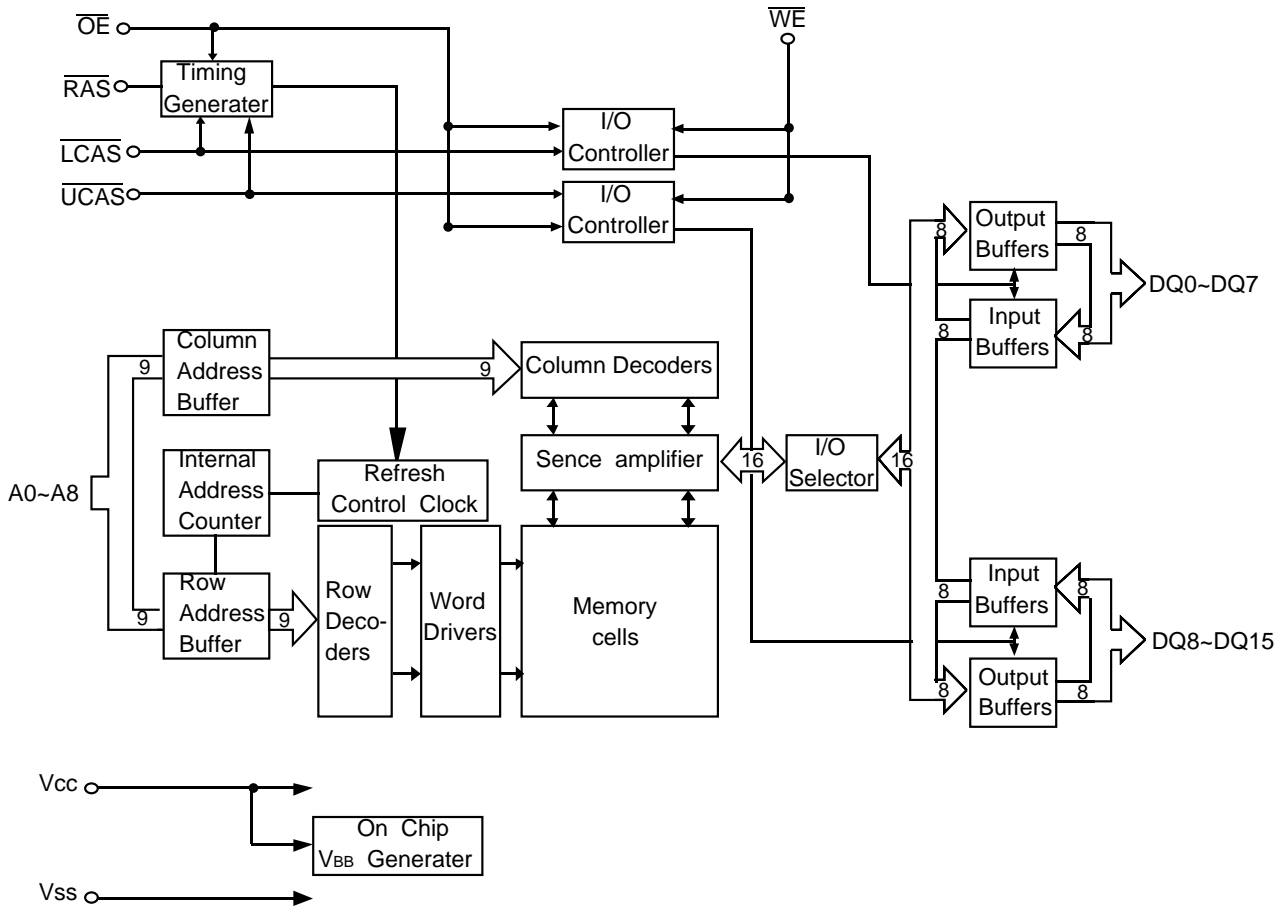 OE
WE
RAS
Timing
Generater
LCAS
UCAS
I/O
Controller
I/O
Controller
Output
Buffers
8
8
DQ0~DQ7
Input
Buffers
8
8
A0~A8
9
Column
Address
Buffer
9
Column Decoders
Internal
Address
Counter
Refresh
Control Clock
Sence amplifier
16
I/O
Selector
16
9
Row
Address
Buffer
9
Row
Deco-
ders
Word
Drivers
Memory
cells
Input
Buffers
8
8
DQ8~DQ15
Output
Buffers
8
8
Vcc
On Chip
VBB Generater
Vss